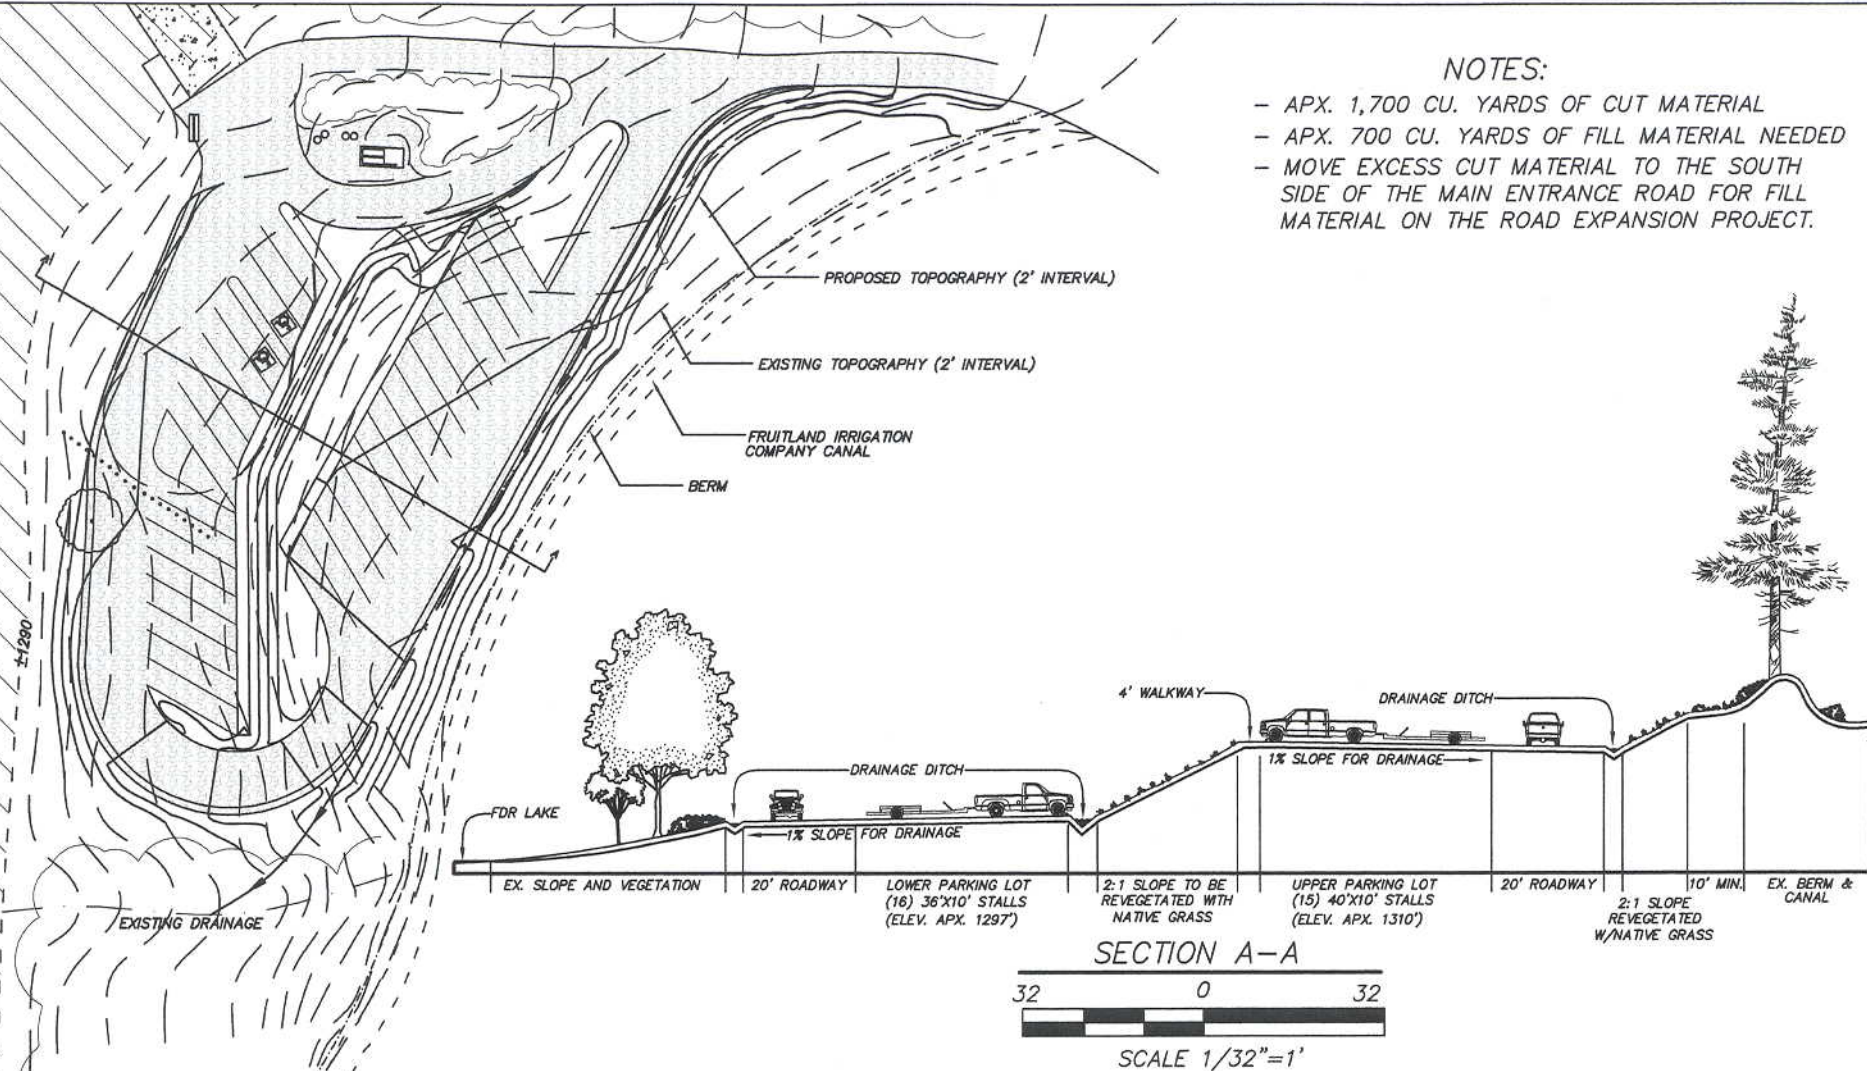 NOTES:
- APX. 1,700 CU. YARDS OF CUT MATERIAL
- APX. 700 CU. YARDS OF FILL MATERIAL NEEDED
- MOVE EXCESS CUT MATERIAL TO THE SOUTH
SIDE OF THE MAIN ENTRANCE ROAD FOR FILL
MATERIAL ON THE ROAD EXPANSION PROJECT.
PROPOSED TOPOGRAPHY (2' INTERVAL)
EXISTING TOPOGRAPHY (2' INTERVAL)
FRUITLAND IRRIGATION
COMPANY CANAL
BERM
±1290
EXISTING DRAINAGE
4' WALKWAY
DRAINAGE DITCH
1% SLOPE FOR DRAINAGE
DRAINAGE DITCH
FDR LAKE
1% SLOPE FOR DRAINAGE
EX. SLOPE AND VEGETATION
20' ROADWAY
LOWER PARKING LOT
(16) 36'X10' STALLS
(ELEV. APX. 1297')
2:1 SLOPE TO BE
REVEGETATED WITH
NATIVE GRASS
UPPER PARKING LOT
(15) 40'X10' STALLS
(ELEV. APX. 1310')
20' ROADWAY
2:1 SLOPE
REVEGETATED
W/NATIVE GRASS
10' MIN.
EX. BERM &
CANAL
SECTION A-A
32 0 32
SCALE 1/32"=1'